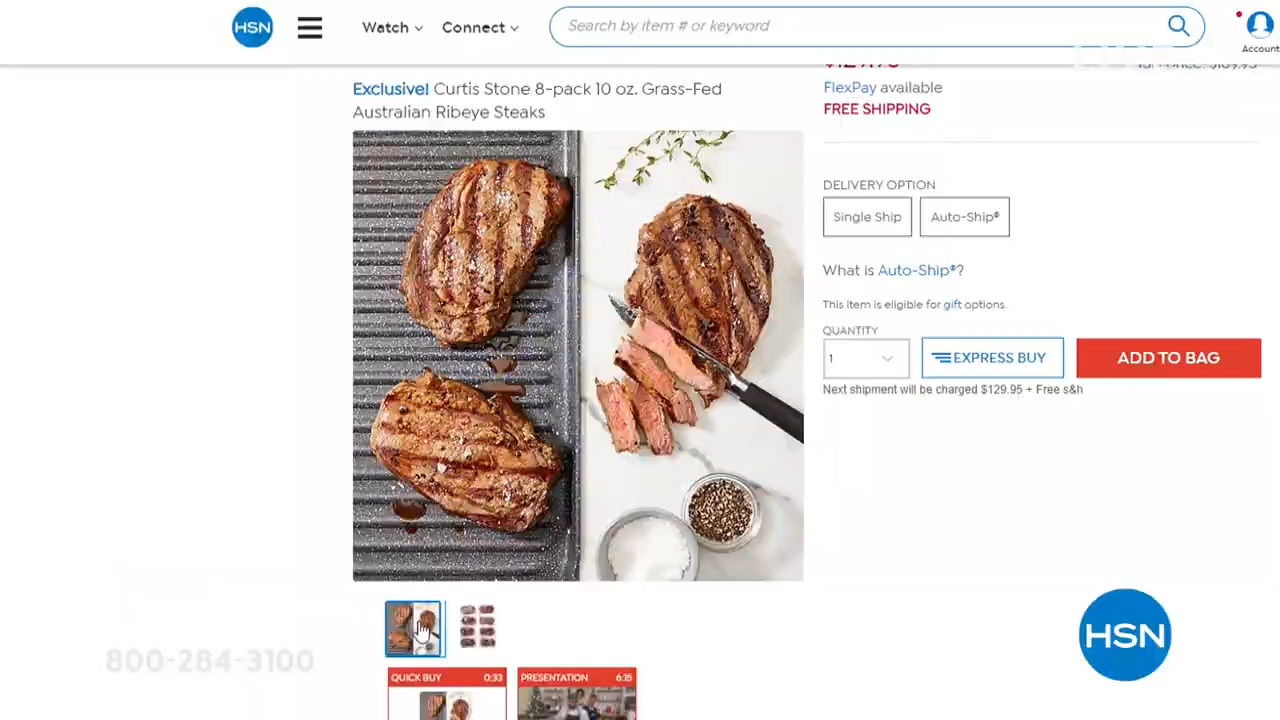 HSN
Watch
Connect
Search by item # or keyword
Account
Exclusive! Curtis Stone 8-pack 10 oz. Grass-Fed
Australian Ribeye Steaks
FlexPay available
FREE SHIPPING
DELIVERY OPTION
Single Ship
Auto-Ship®
What is Auto-Ship®?
This item is eligible for gift options.
QUANTITY
1
EXPRESS BUY
ADD TO BAG
Next shipment will be charged $129.95 + Free s&h
HSN
800-284-3100
QUICK BUY 0:33
PRESENTATION 6:15